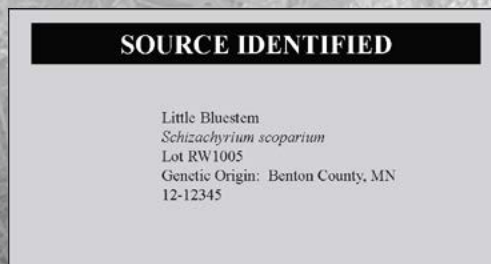 SOURCE IDENTIFIED
Little Bluestem
Schizachyrium scoparium
Lot RW1005
Genetic Origin: Benton County, MN
12-12345